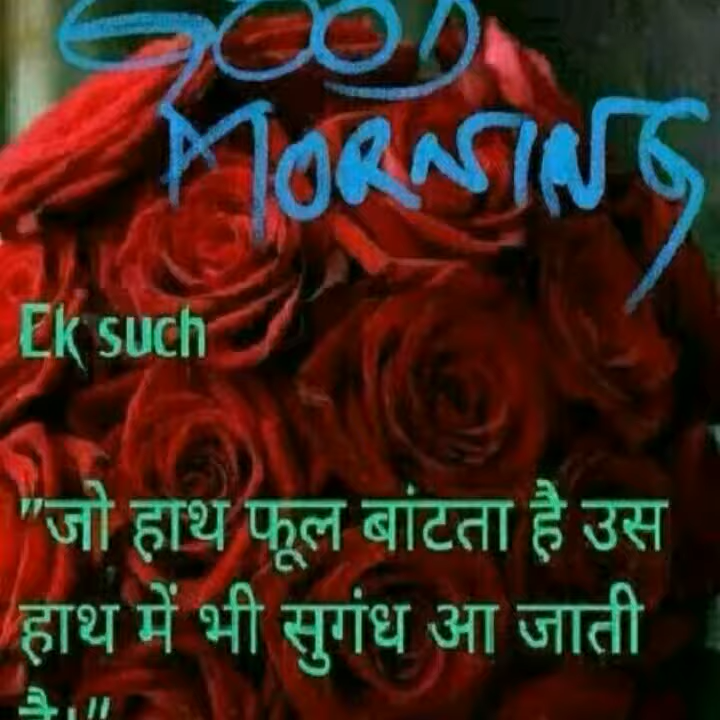 GOOD
MORNING
Ek such
"जो हाथ फूल बांटता है उस
हाथ में भी सुगंध आ जाती
है।"